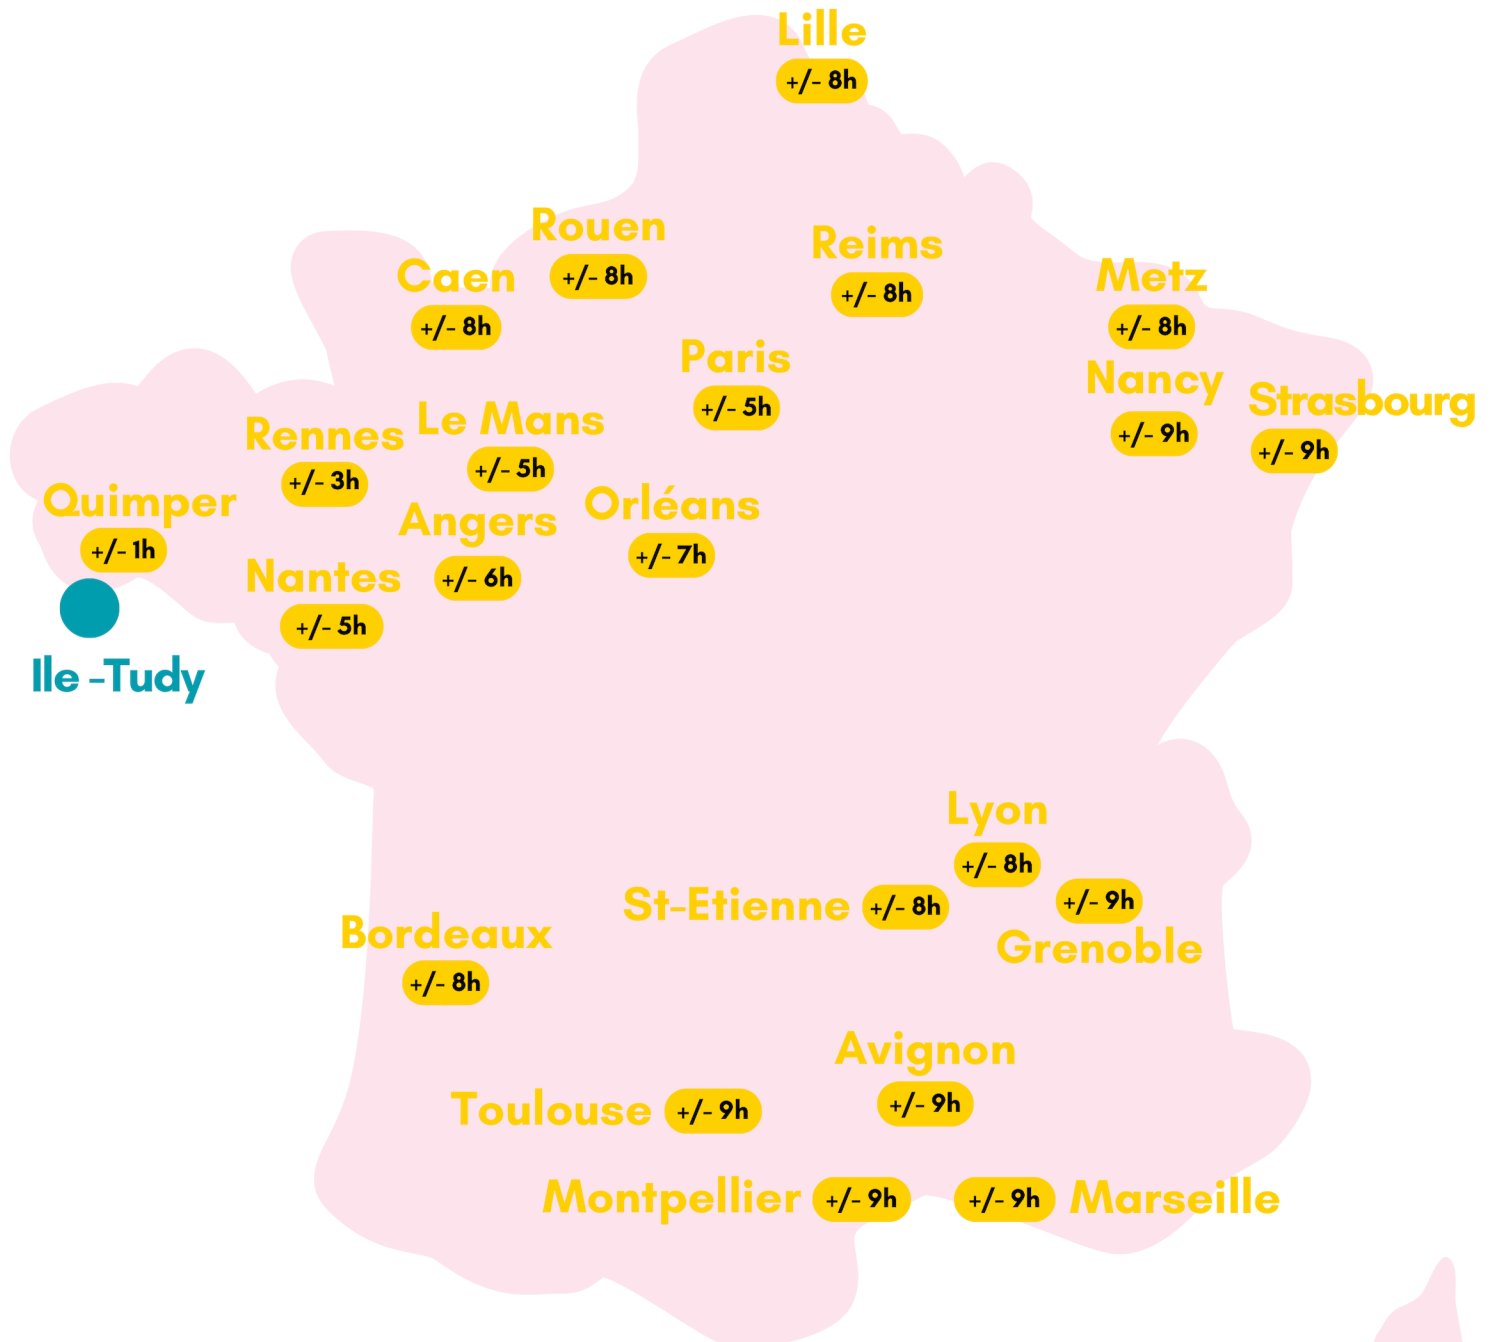 Lille
+/- 8h
Rouen
+/- 8h
Reims
+/- 8h
Caen
+/- 8h
Metz
+/- 8h
Paris
+/- 5h
Nancy
+/- 9h
Strasbourg
+/- 9h
Rennes
+/- 3h
Le Mans
+/- 5h
Quimper
+/- 1h
Angers
+/- 6h
Orléans
+/- 7h
Nantes
+/- 5h
Ile -Tudy
Lyon
+/- 8h
St-Etienne +/- 8h
+/- 9h
Grenoble
Bordeaux
+/- 8h
Avignon
+/- 9h
Toulouse +/- 9h
Montpellier +/- 9h
+/- 9h Marseille